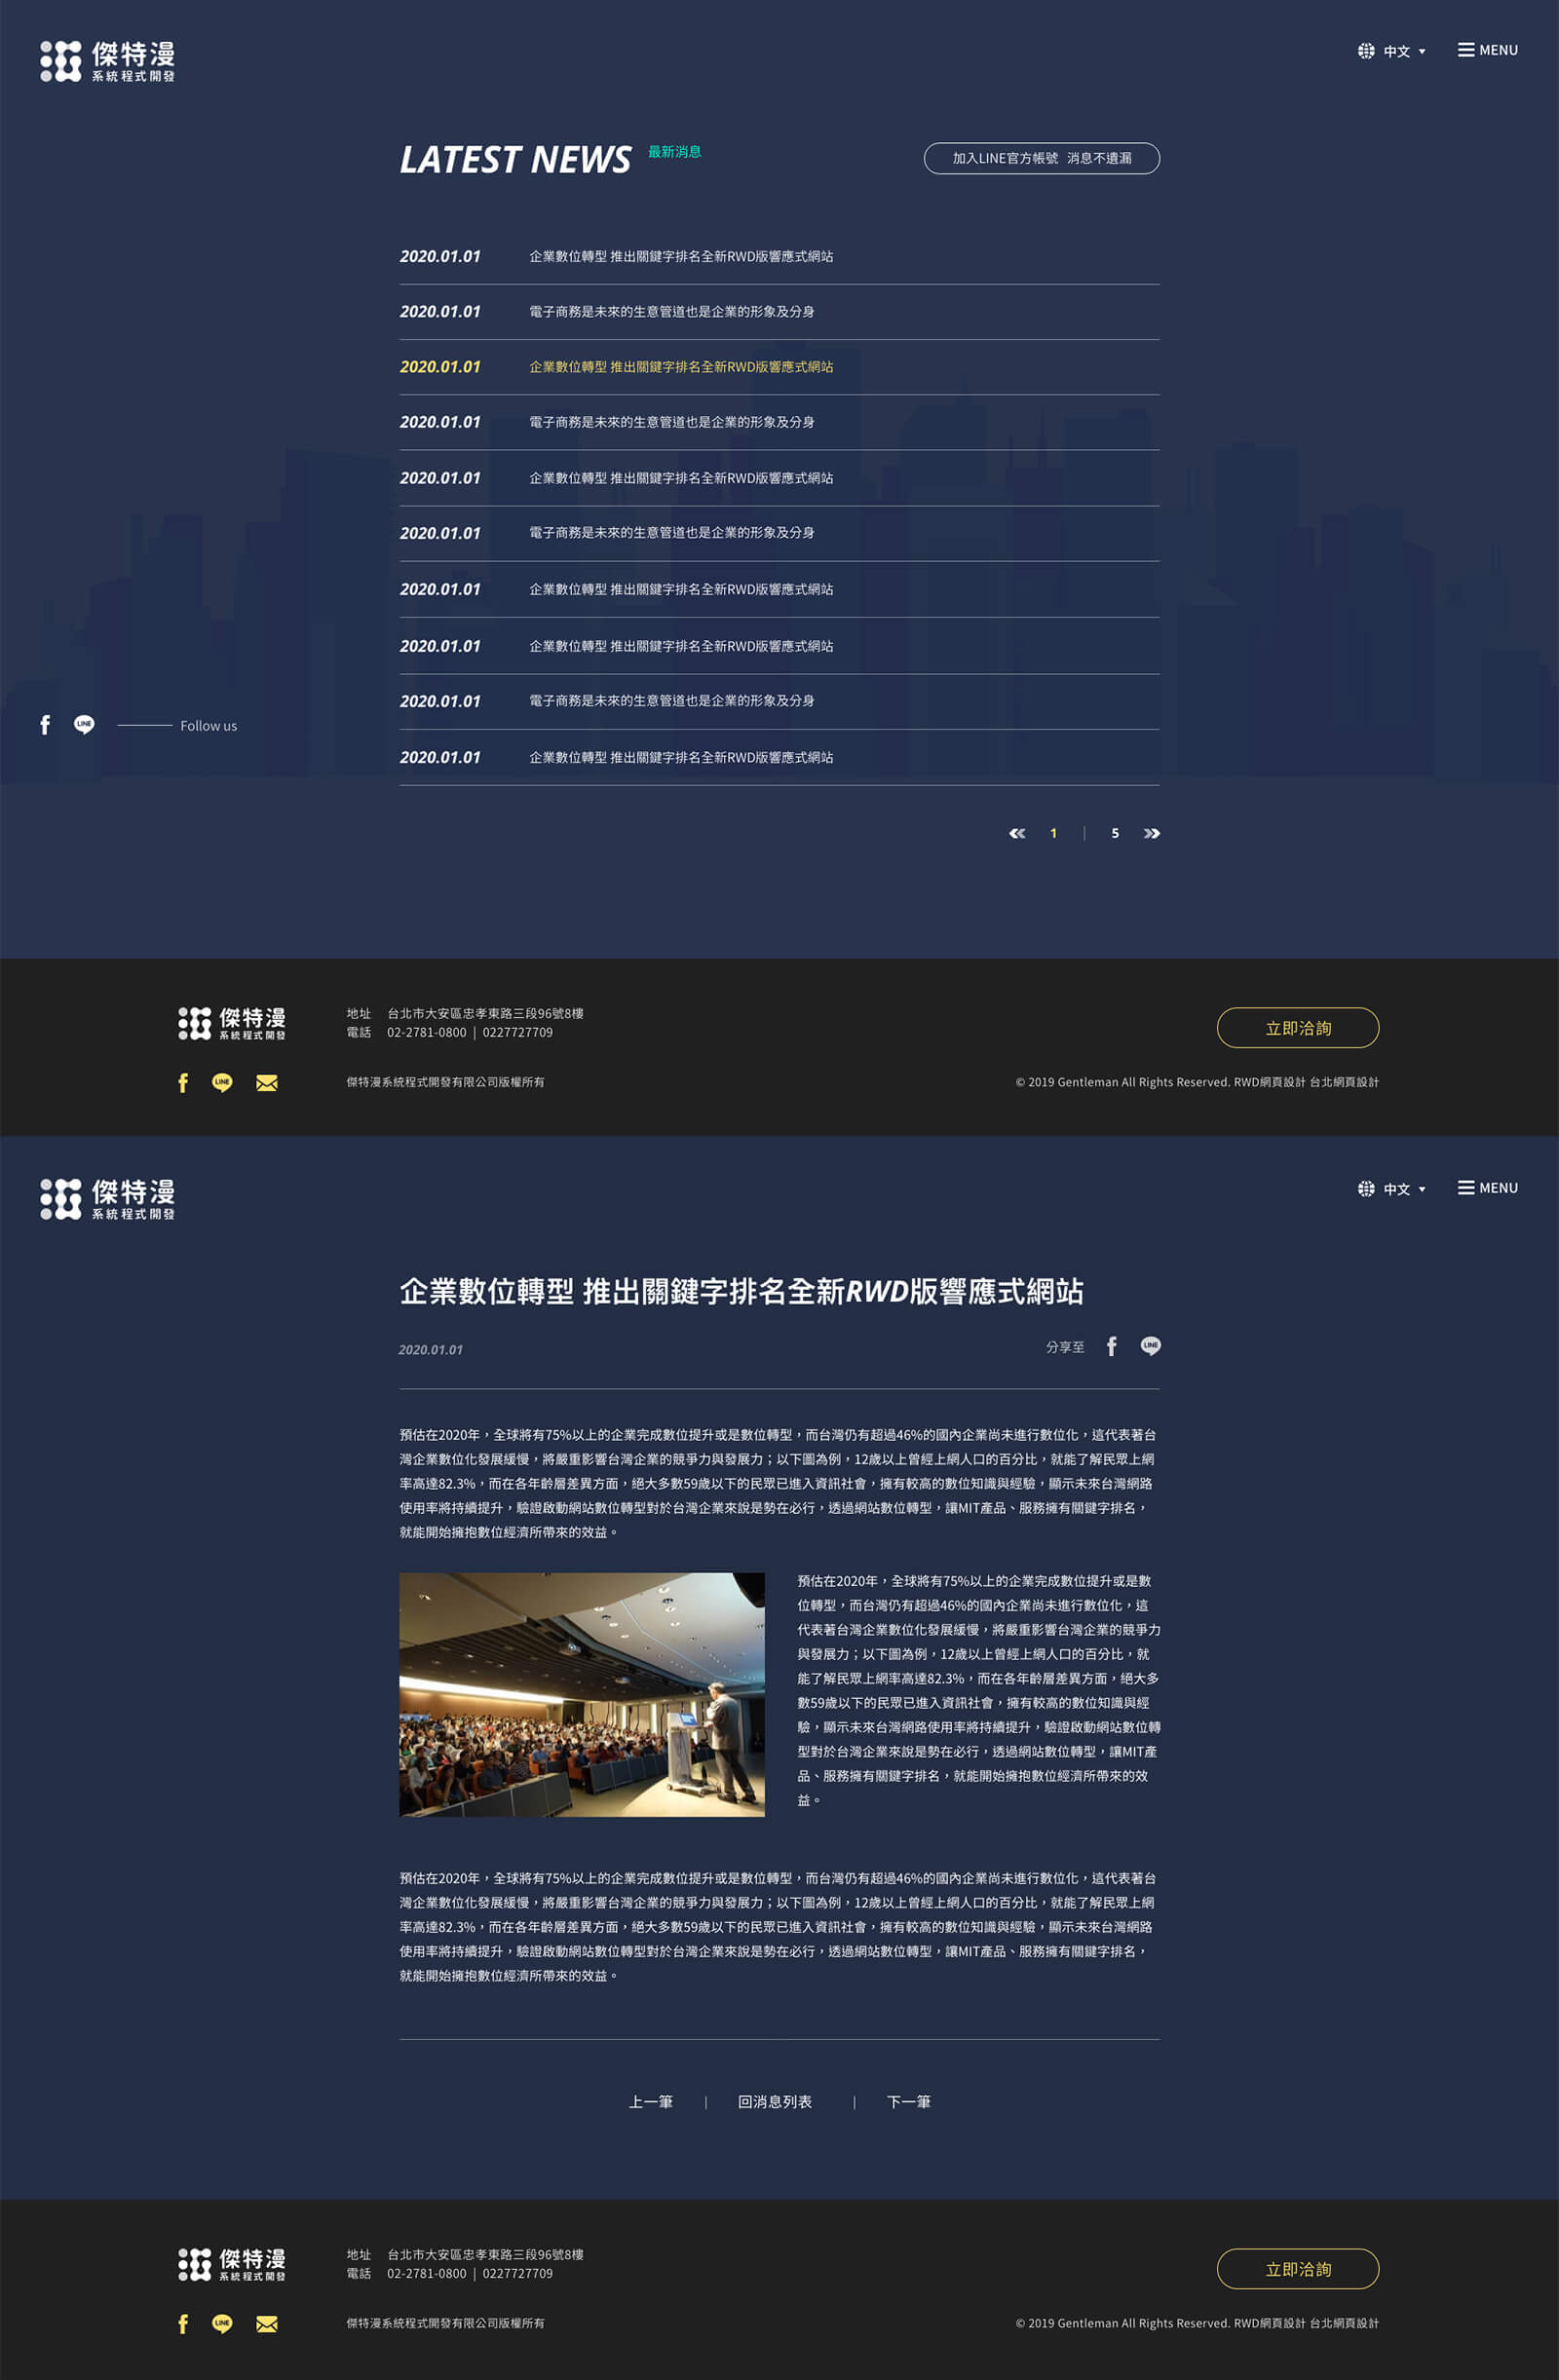 傑特漫
系統程式開發
中文
MENU
LATEST NEWS 最新消息
加入LINE官方帳號 消息不遺漏
2020.01.01 企業數位轉型 推出關鍵字排名全新RWD版響應式網站
2020.01.01 電子商務是未來的生意管道也是企業的形象及分身
2020.01.01 企業數位轉型 推出關鍵字排名全新RWD版響應式網站
2020.01.01 電子商務是未來的生意管道也是企業的形象及分身
2020.01.01 企業數位轉型 推出關鍵字排名全新RWD版響應式網站
2020.01.01 電子商務是未來的生意管道也是企業的形象及分身
2020.01.01 企業數位轉型 推出關鍵字排名全新RWD版響應式網站
2020.01.01 企業數位轉型 推出關鍵字排名全新RWD版響應式網站
2020.01.01 電子商務是未來的生意管道也是企業的形象及分身
2020.01.01 企業數位轉型 推出關鍵字排名全新RWD版響應式網站
LINE
Follow us
1 | 5
傑特漫
系統程式開發
地址 台北市大安區忠孝東路三段96號8樓
電話 02-2781-0800 | 0227727709
立即洽詢
LINE
傑特漫系統程式開發有限公司版權所有
© 2019 Gentleman All Rights Reserved. RWD網頁設計 台北網頁設計
傑特漫
系統程式開發
中文
MENU
企業數位轉型 推出關鍵字排名全新RWD版響應式網站
2020.01.01
分享至
LINE
預估在2020年，全球將有75%以上的企業完成數位提升或是數位轉型，而台灣仍有超過46%的國內企業尚未進行數位化，這代表著台
灣企業數位化發展緩慢，將嚴重影響台灣企業的競爭力與發展力；以下圖為例，12歲以上曾經上網人口的百分比，就能了解民眾上網
率高達82.3%，而在各年齡層差異方面，絕大多數59歲以下的民眾已進入資訊社會，擁有較高的數位知識與經驗，顯示未來台灣網路
使用率將持續提升，驗證啟動網站數位轉型對於台灣企業來說是勢在必行，透過網站數位轉型，讓MIT產品、服務擁有關鍵字排名，
就能開始擁抱數位經濟所帶來的效益。
預估在2020年，全球將有75%以上的企業完成數位提升或是數
位轉型，而台灣仍有超過46%的國內企業尚未進行數位化，這
代表著台灣企業數位化發展緩慢，將嚴重影響台灣企業的競爭力
與發展力；以下圖為例，12歲以上曾經上網人口的百分比，就
能了解民眾上網率高達82.3%，而在各年齡層差異方面，絕大多
數59歲以下的民眾已進入資訊社會，擁有較高的數位知識與經
驗，顯示未來台灣網路使用率將持續提升，驗證啟動網站數位轉
型對於台灣企業來說是勢在必行，透過網站數位轉型，讓MIT產
品、服務擁有關鍵字排名，就能開始擁抱數位經濟所帶來的效
益。
預估在2020年，全球將有75%以上的企業完成數位提升或是數位轉型，而台灣仍有超過46%的國內企業尚未進行數位化，這代表著台
灣企業數位化發展緩慢，將嚴重影響台灣企業的競爭力與發展力；以下圖為例，12歲以上曾經上網人口的百分比，就能了解民眾上網
率高達82.3%，而在各年齡層差異方面，絕大多數59歲以下的民眾已進入資訊社會，擁有較高的數位知識與經驗，顯示未來台灣網路
使用率將持續提升，驗證啟動網站數位轉型對於台灣企業來說是勢在必行，透過網站數位轉型，讓MIT產品、服務擁有關鍵字排名，
就能開始擁抱數位經濟所帶來的效益。
上一筆 | 回消息列表 | 下一筆
傑特漫
系統程式開發
地址 台北市大安區忠孝東路三段96號8樓
電話 02-2781-0800 | 0227727709
立即洽詢
LINE
傑特漫系統程式開發有限公司版權所有
© 2019 Gentleman All Rights Reserved. RWD網頁設計 台北網頁設計